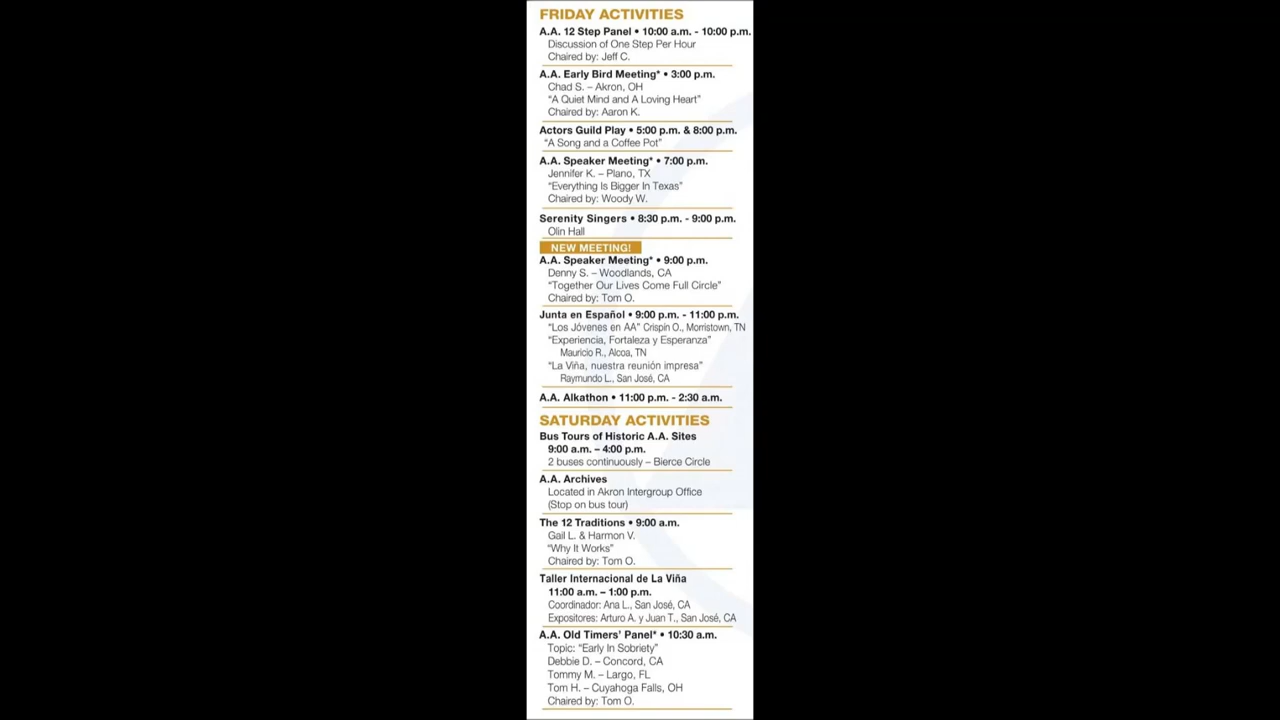 FRIDAY ACTIVITIES
A.A. 12 Step Panel • 10:00 a.m. - 10:00 p.m.
Discussion of One Step Per Hour
Chaired by: Jeff C.
A.A. Early Bird Meeting* • 3:00 p.m.
Chad S. – Akron, OH
“A Quiet Mind and A Loving Heart”
Chaired by: Aaron K.
Actors Guild Play • 5:00 p.m. & 8:00 p.m.
“A Song and a Coffee Pot”
A.A. Speaker Meeting* • 7:00 p.m.
Jennifer K. – Plano, TX
“Everything Is Bigger In Texas”
Chaired by: Woody W.
Serenity Singers • 8:30 p.m. - 9:00 p.m.
Olin Hall
NEW MEETING!
A.A. Speaker Meeting* • 9:00 p.m.
Denny S. – Woodlands, CA
“Together Our Lives Come Full Circle”
Chaired by: Tom O.
Junta en Español • 9:00 p.m. - 11:00 p.m.
“Los Jóvenes en AA” Crispín O., Morristown, TN
“Experiencia, Fortaleza y Esperanza”
Mauricio R., Alcoa, TN
“La Viña, nuestra reunión impresa”
Raymundo L., San José, CA
A.A. Alkathon • 11:00 p.m. - 2:30 a.m.
SATURDAY ACTIVITIES
Bus Tours of Historic A.A. Sites
9:00 a.m. – 4:00 p.m.
2 buses continuously – Bierce Circle
A.A. Archives
Located in Akron Intergroup Office
(Stop on bus tour)
The 12 Traditions • 9:00 a.m.
Gail L. & Harmon V.
“Why It Works”
Chaired by: Tom O.
Taller Internacional de La Viña
11:00 a.m. – 1:00 p.m.
Coordinador: Ana L., San José, CA
Expositores: Arturo A. y Juan T., San José, CA
A.A. Old Timers’ Panel* • 10:30 a.m.
Topic: “Early In Sobriety”
Debbie D. – Concord, CA
Tommy M. – Largo, FL
Tom H. – Cuyahoga Falls, OH
Chaired by: Tom O.